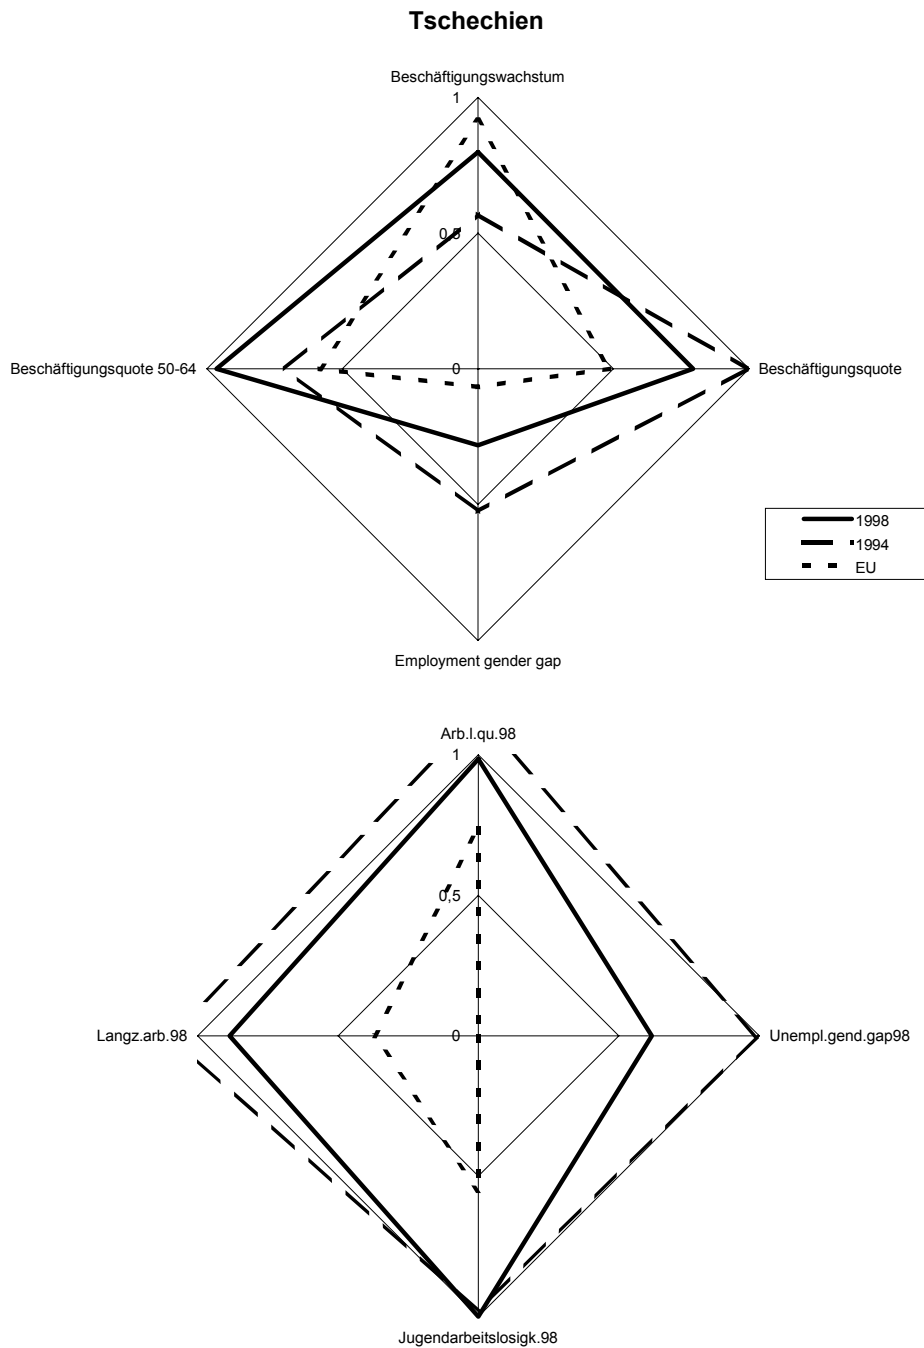 Tschechien
Beschäftigungswachstum
1
0,5
Beschäftigungsquote 50-64
0
Beschäftigungsquote
1998
1994
EU
Employment gender gap
Arb.l.qu.98
1
0,5
Langz.arb.98
0
Unempl.gend.gap98
Jugendarbeitslosigk.98